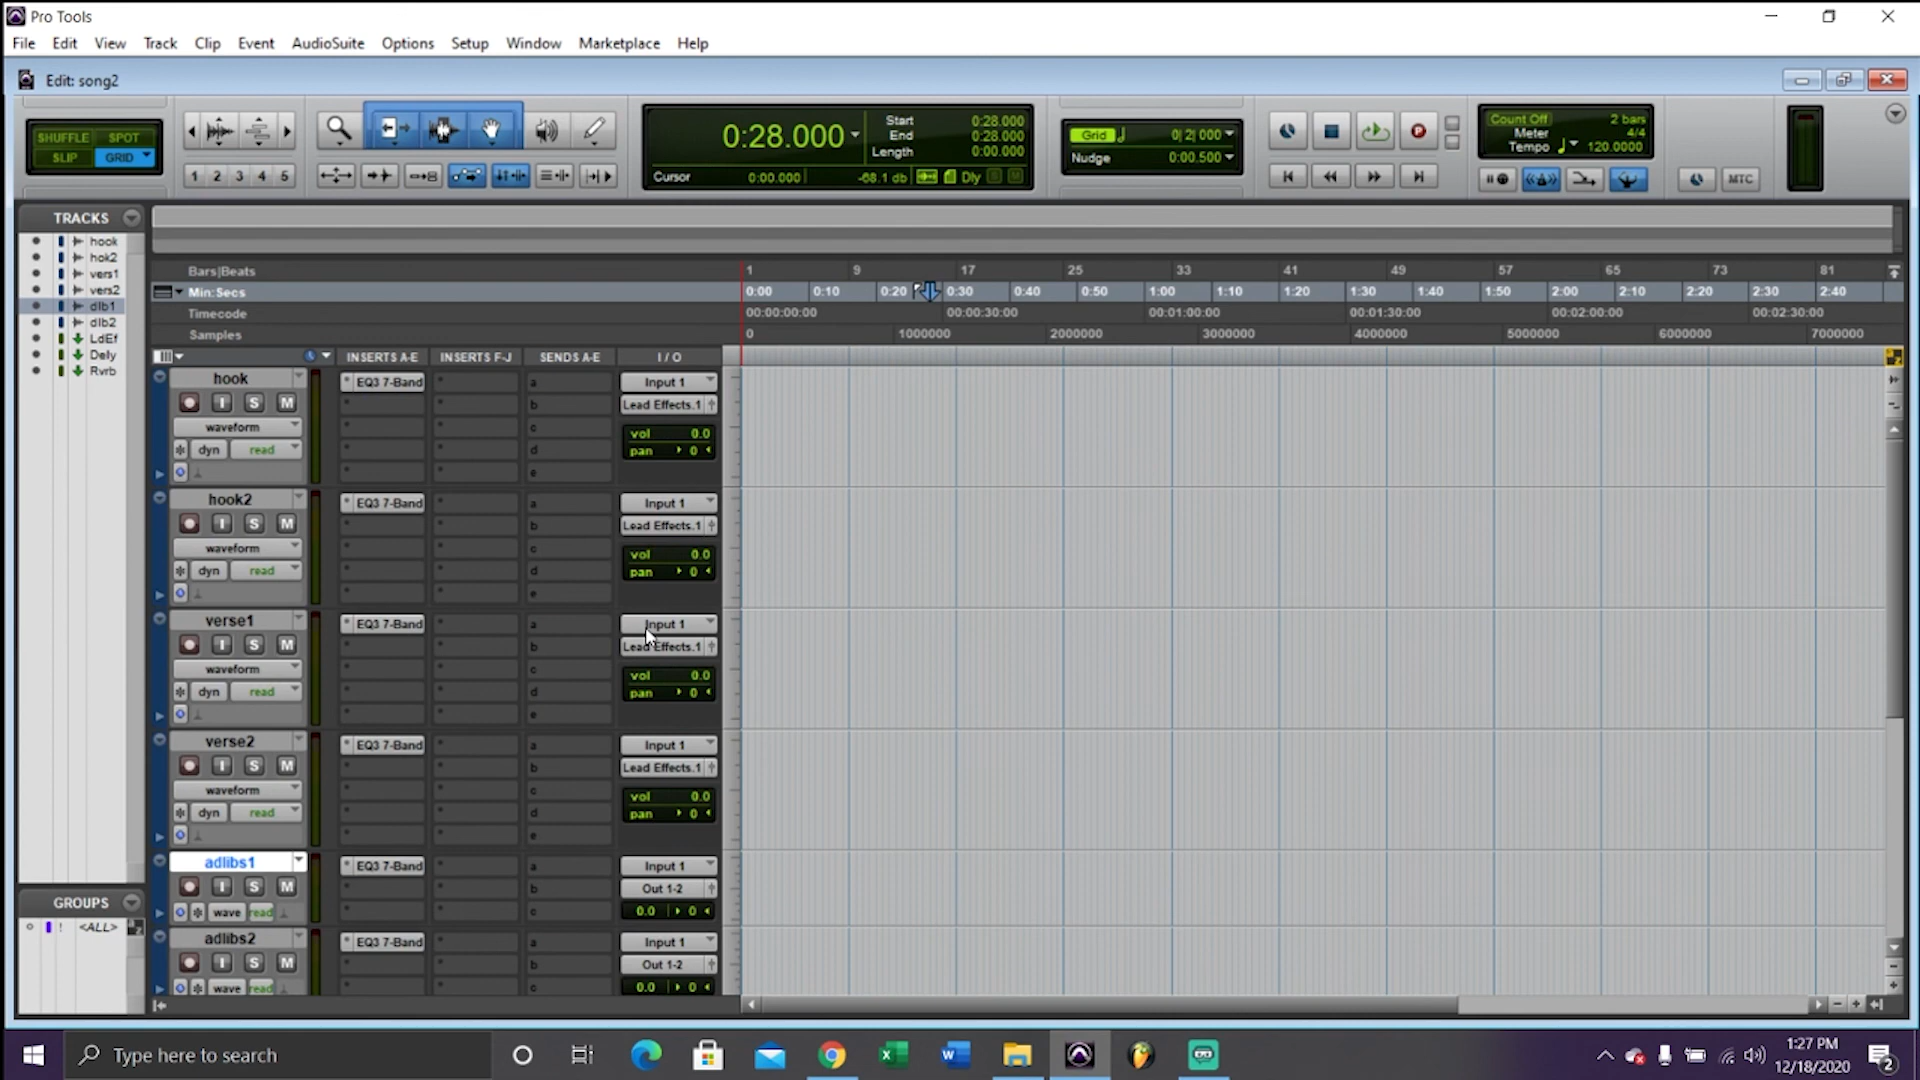 Pro Tools
File Edit View Track Clip Event AudioSuite Options Setup Window Marketplace Help
Edit: song2
SHUFFLE SPOT
SLIP GRID
1 2 3 4 5
0:28.000
Start 0:28.000
End 0:28.000
Length 0:00.000
Cursor 0:00.000 -68.1 db Dly S M
Grid 0| 2| 000
Nudge 0:00.500
Count Off 2 bars
Meter 4/4
Tempo 120.0000
MTC
TRACKS
hook
hok2
vers1
vers2
dlb1
dlb2
LdEf
Dely
Rvrb
GROUPS
! <ALL>
Bars|Beats 1 9 17 25 33 41 49 57 65 73 81
Min:Secs 0:00 0:10 0:20 0:30 0:40 0:50 1:00 1:10 1:20 1:30 1:40 1:50 2:00 2:10 2:20 2:30 2:40
Timecode 00:00:00:00 00:00:30:00 00:01:00:00 00:01:30:00 00:02:00:00 00:02:30:00
Samples 0 1000000 2000000 3000000 4000000 5000000 6000000 7000000
INSERTS A-E INSERTS F-J SENDS A-E I / O
hook EQ3 7-Band a Input 1
I S M b Lead Effects.1
waveform c vol 0.0
dyn read d pan 0
e
hook2 EQ3 7-Band a Input 1
I S M b Lead Effects.1
waveform c vol 0.0
dyn read d pan 0
e
verse1 EQ3 7-Band a Input 1
I S M b Lead Effects.1
waveform c vol 0.0
dyn read d pan 0
e
verse2 EQ3 7-Band a Input 1
I S M b Lead Effects.1
waveform c vol 0.0
dyn read d pan 0
e
adlibs1 EQ3 7-Band a Input 1
I S M b Out 1-2
wave read c 0.0 0
adlibs2 EQ3 7-Band a Input 1
I S M b Out 1-2
wave read c 0.0 0
Type here to search
1:27 PM
12/18/2020
2